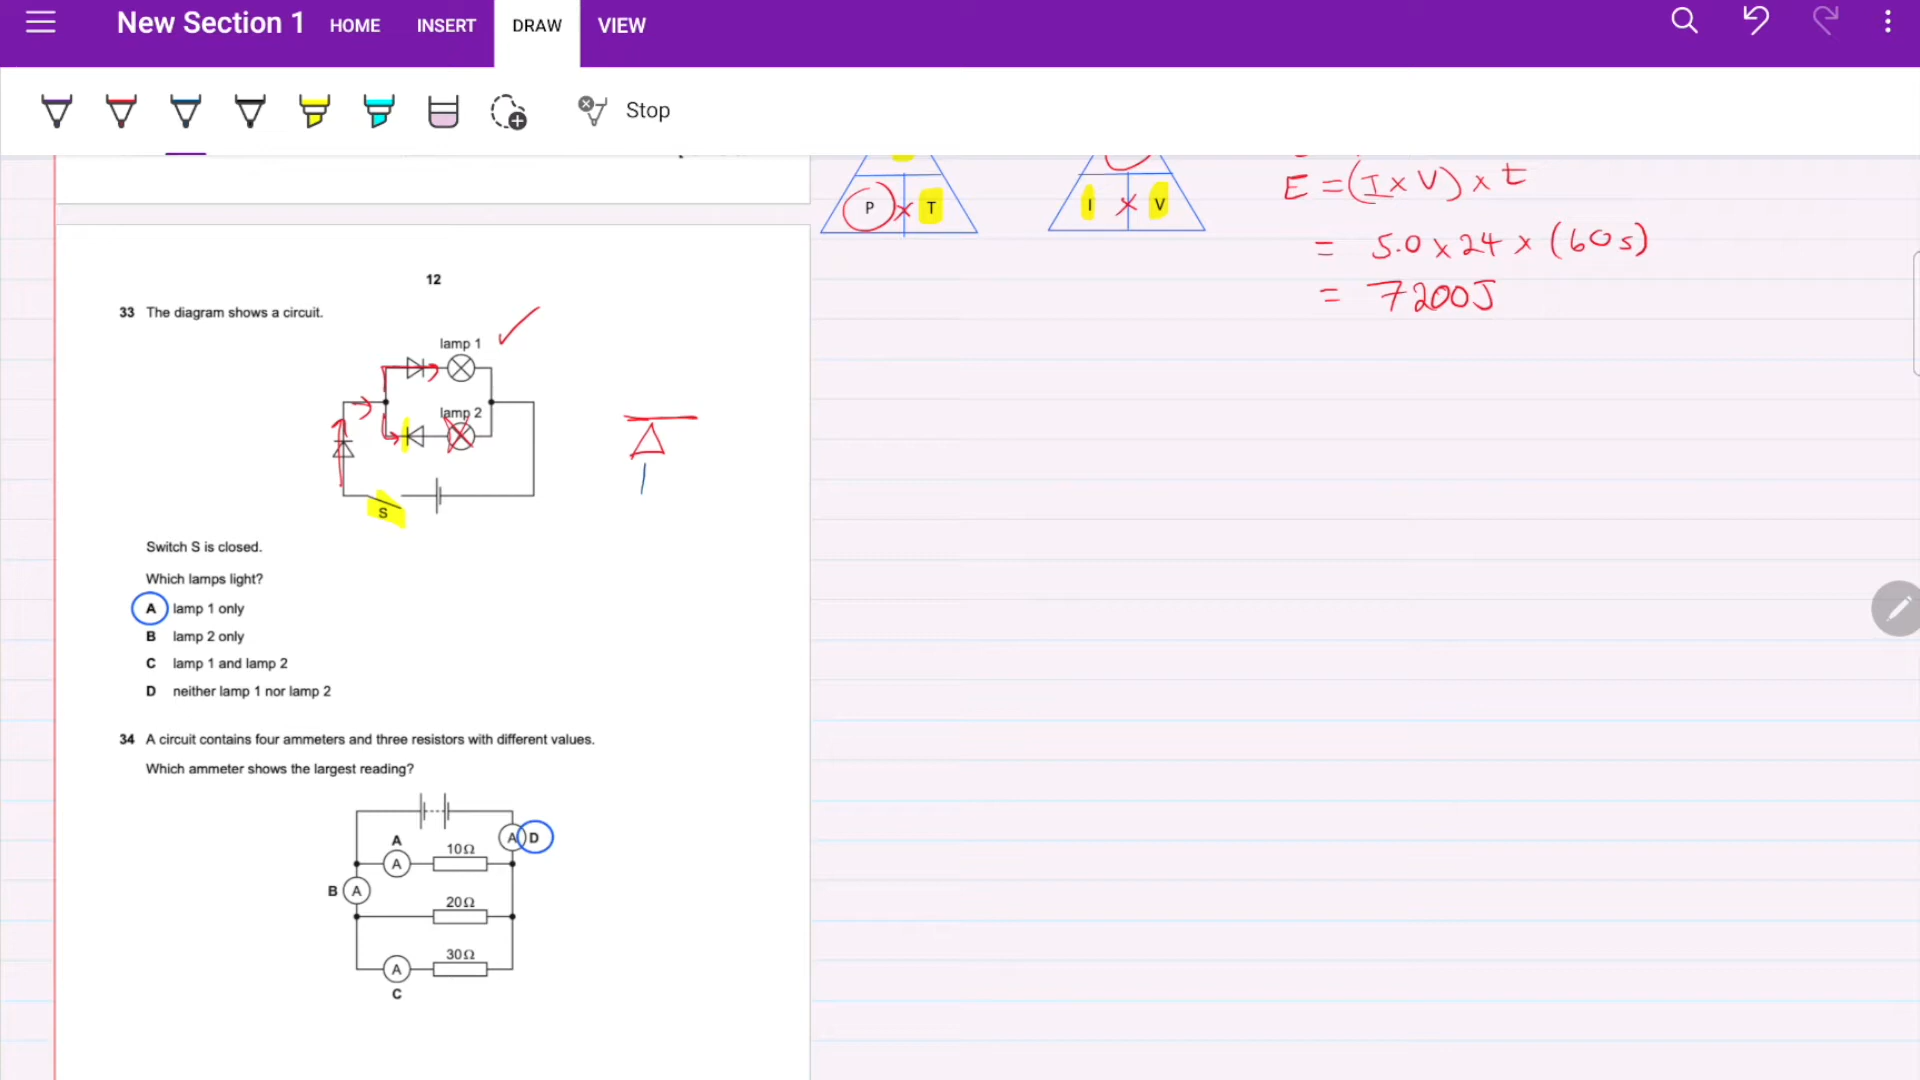 New Section 1 HOME INSERT DRAW VIEW
Stop
P x T
I x V
E = (I x V) x t
= 5.0 x 24 x (60s)
= 7200J
12
33 The diagram shows a circuit.
lamp 1
lamp 2
S
Switch S is closed.
Which lamps light?
A lamp 1 only
B lamp 2 only
C lamp 1 and lamp 2
D neither lamp 1 nor lamp 2
34 A circuit contains four ammeters and three resistors with different values.
Which ammeter shows the largest reading?
A D
A
10Ω
A
B A
20Ω
30Ω
A
C